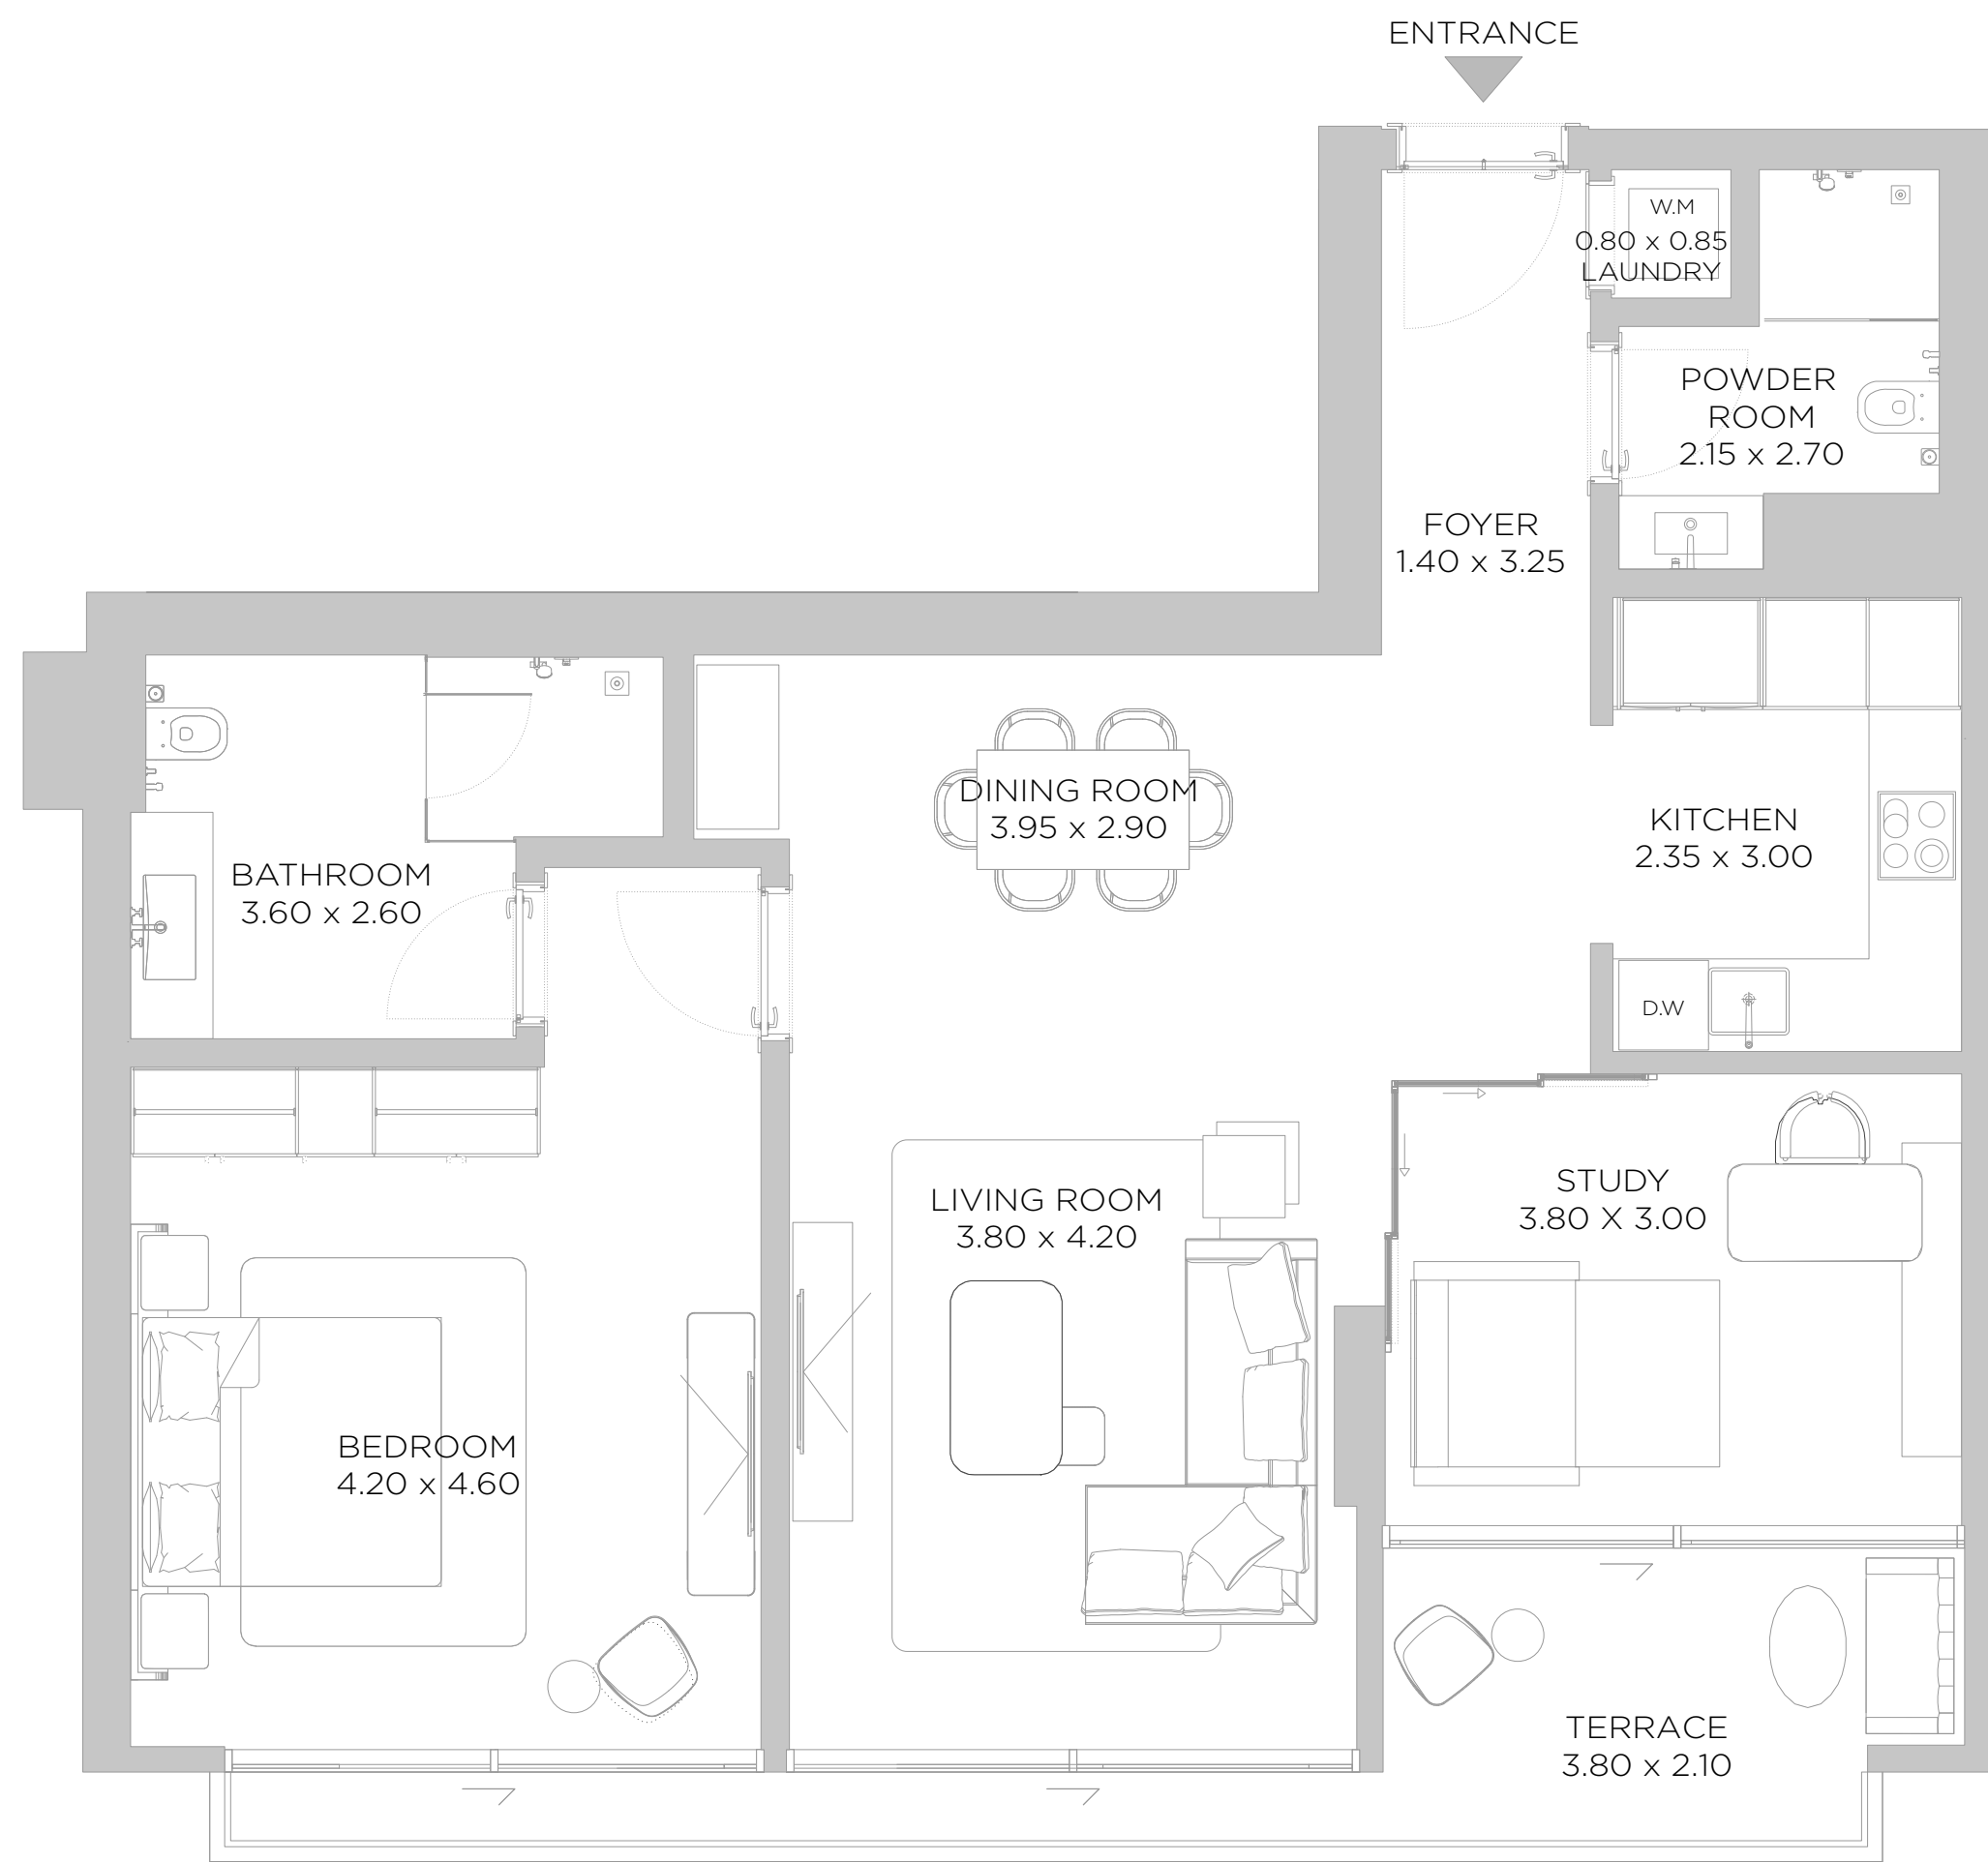 ENTRANCE
W.M
0.80 x 0.85
LAUNDRY
POWDER
ROOM
2.15 x 2.70
FOYER
1.40 x 3.25
DINING ROOM
3.95 x 2.90
KITCHEN
2.35 x 3.00
BATHROOM
3.60 x 2.60
D.W
LIVING ROOM
3.80 x 4.20
STUDY
3.80 X 3.00
BEDROOM
4.20 x 4.60
TERRACE
3.80 x 2.10